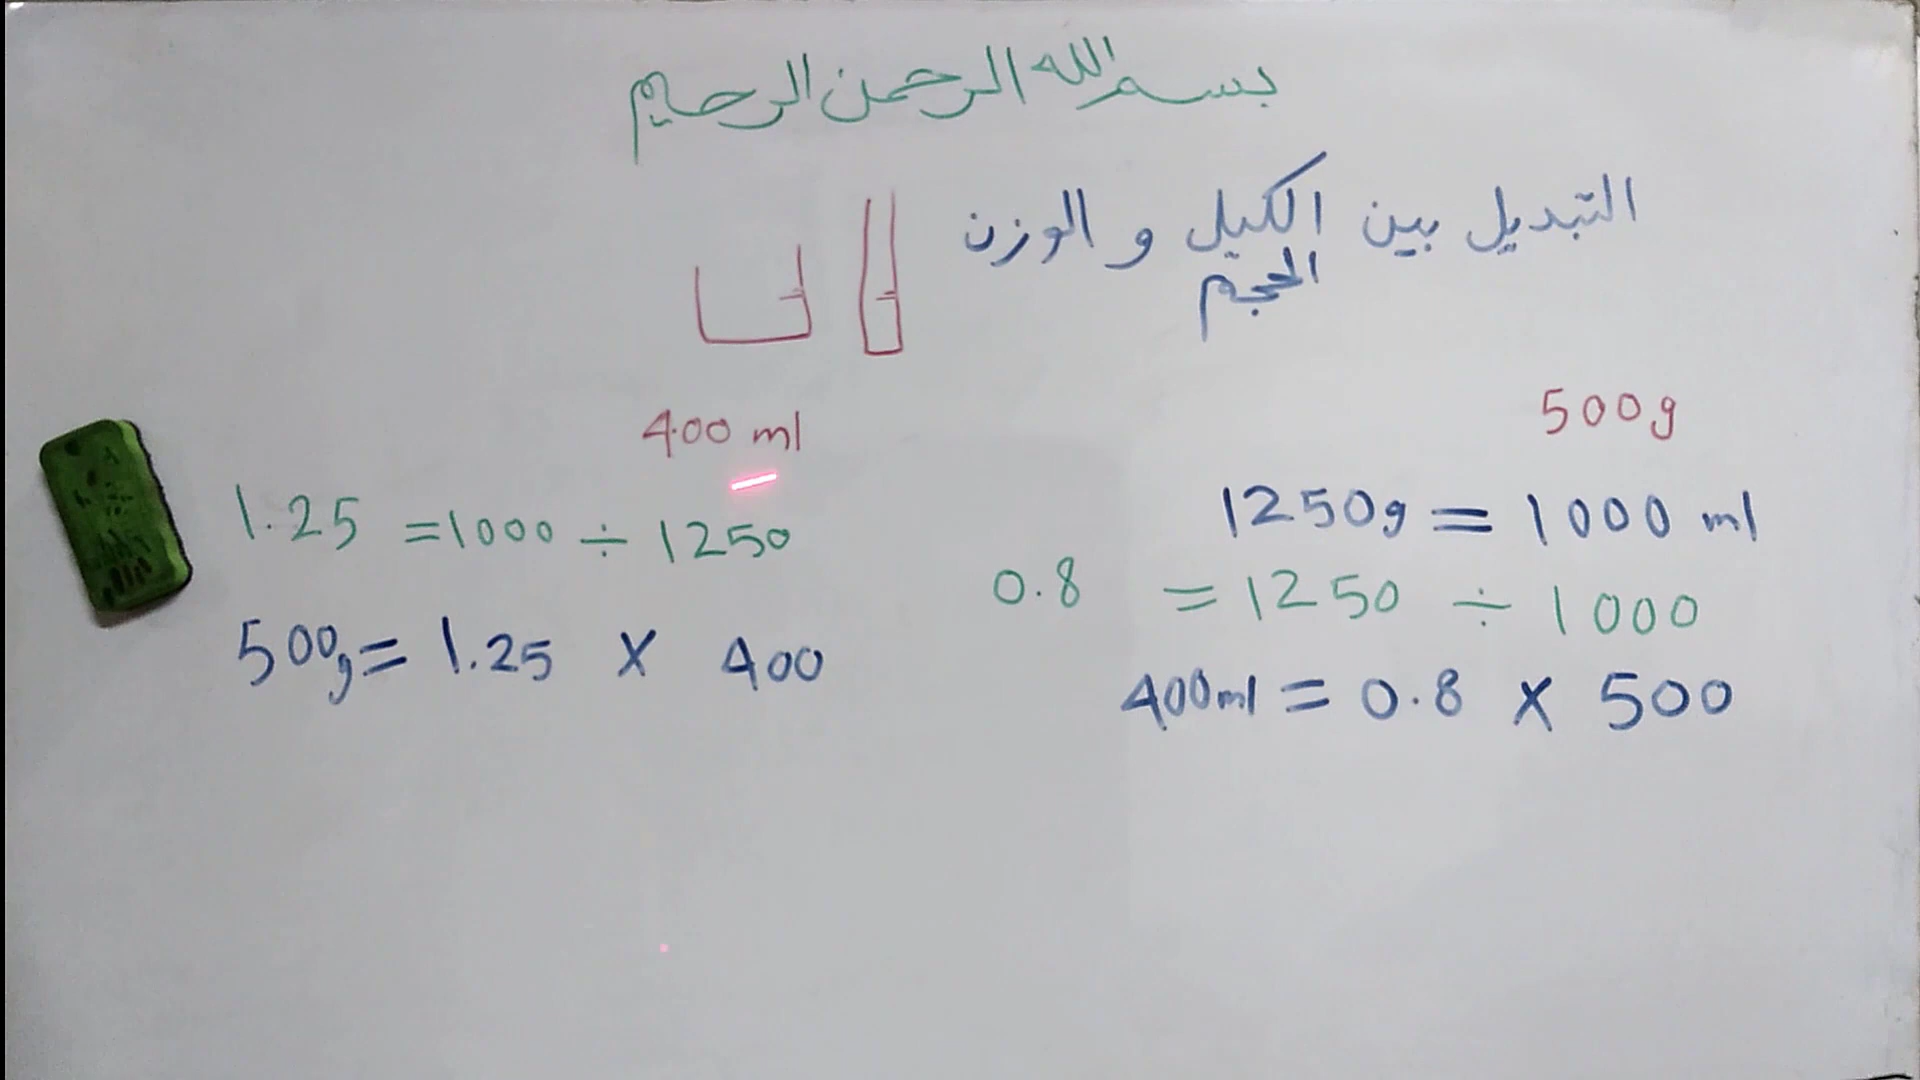 بسم الله الرحمن الرحيم
التبديل بين الكيل و الوزن
الحجم
500g
1250g = 1000 ml
0.8 = 1250 ÷ 1000
400ml = 0.8 × 500
400 ml
1.25 = 1000 ÷ 1250
500g = 1.25 × 400